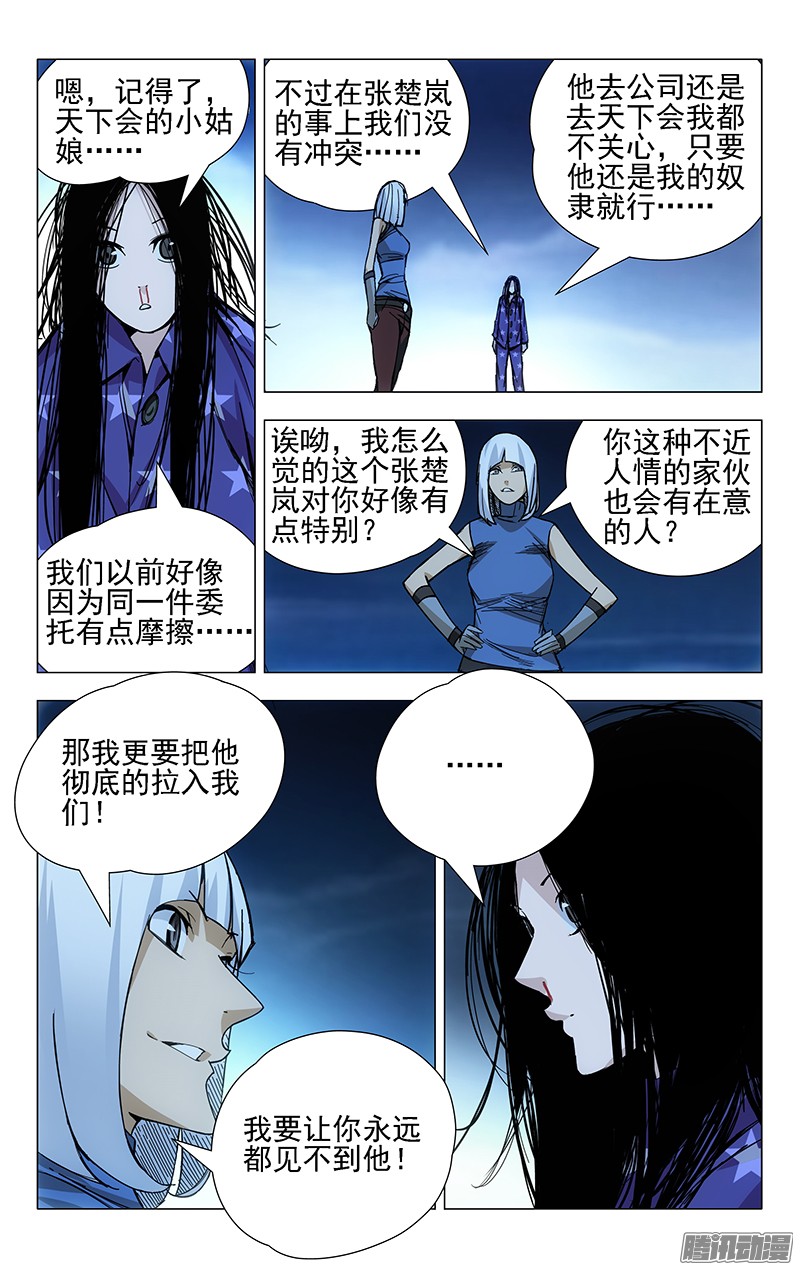 嗯，记得了，
天下会的小姑
娘……
我们以前好像
因为同一件委
托有点摩擦……
不过在张楚岚
的事上我们没
有冲突……
他去公司还是
去天下会我都
不关心，只要
他还是我的奴
隶就行……
诶呦，我怎么
觉的这个张楚
岚对你好像有
点特别？
你这种不近
人情的家伙
也会有在意
的人？
那我更要把他
彻底的拉入我
们！
……
我要让你永远
都见不到他！
腾讯动漫